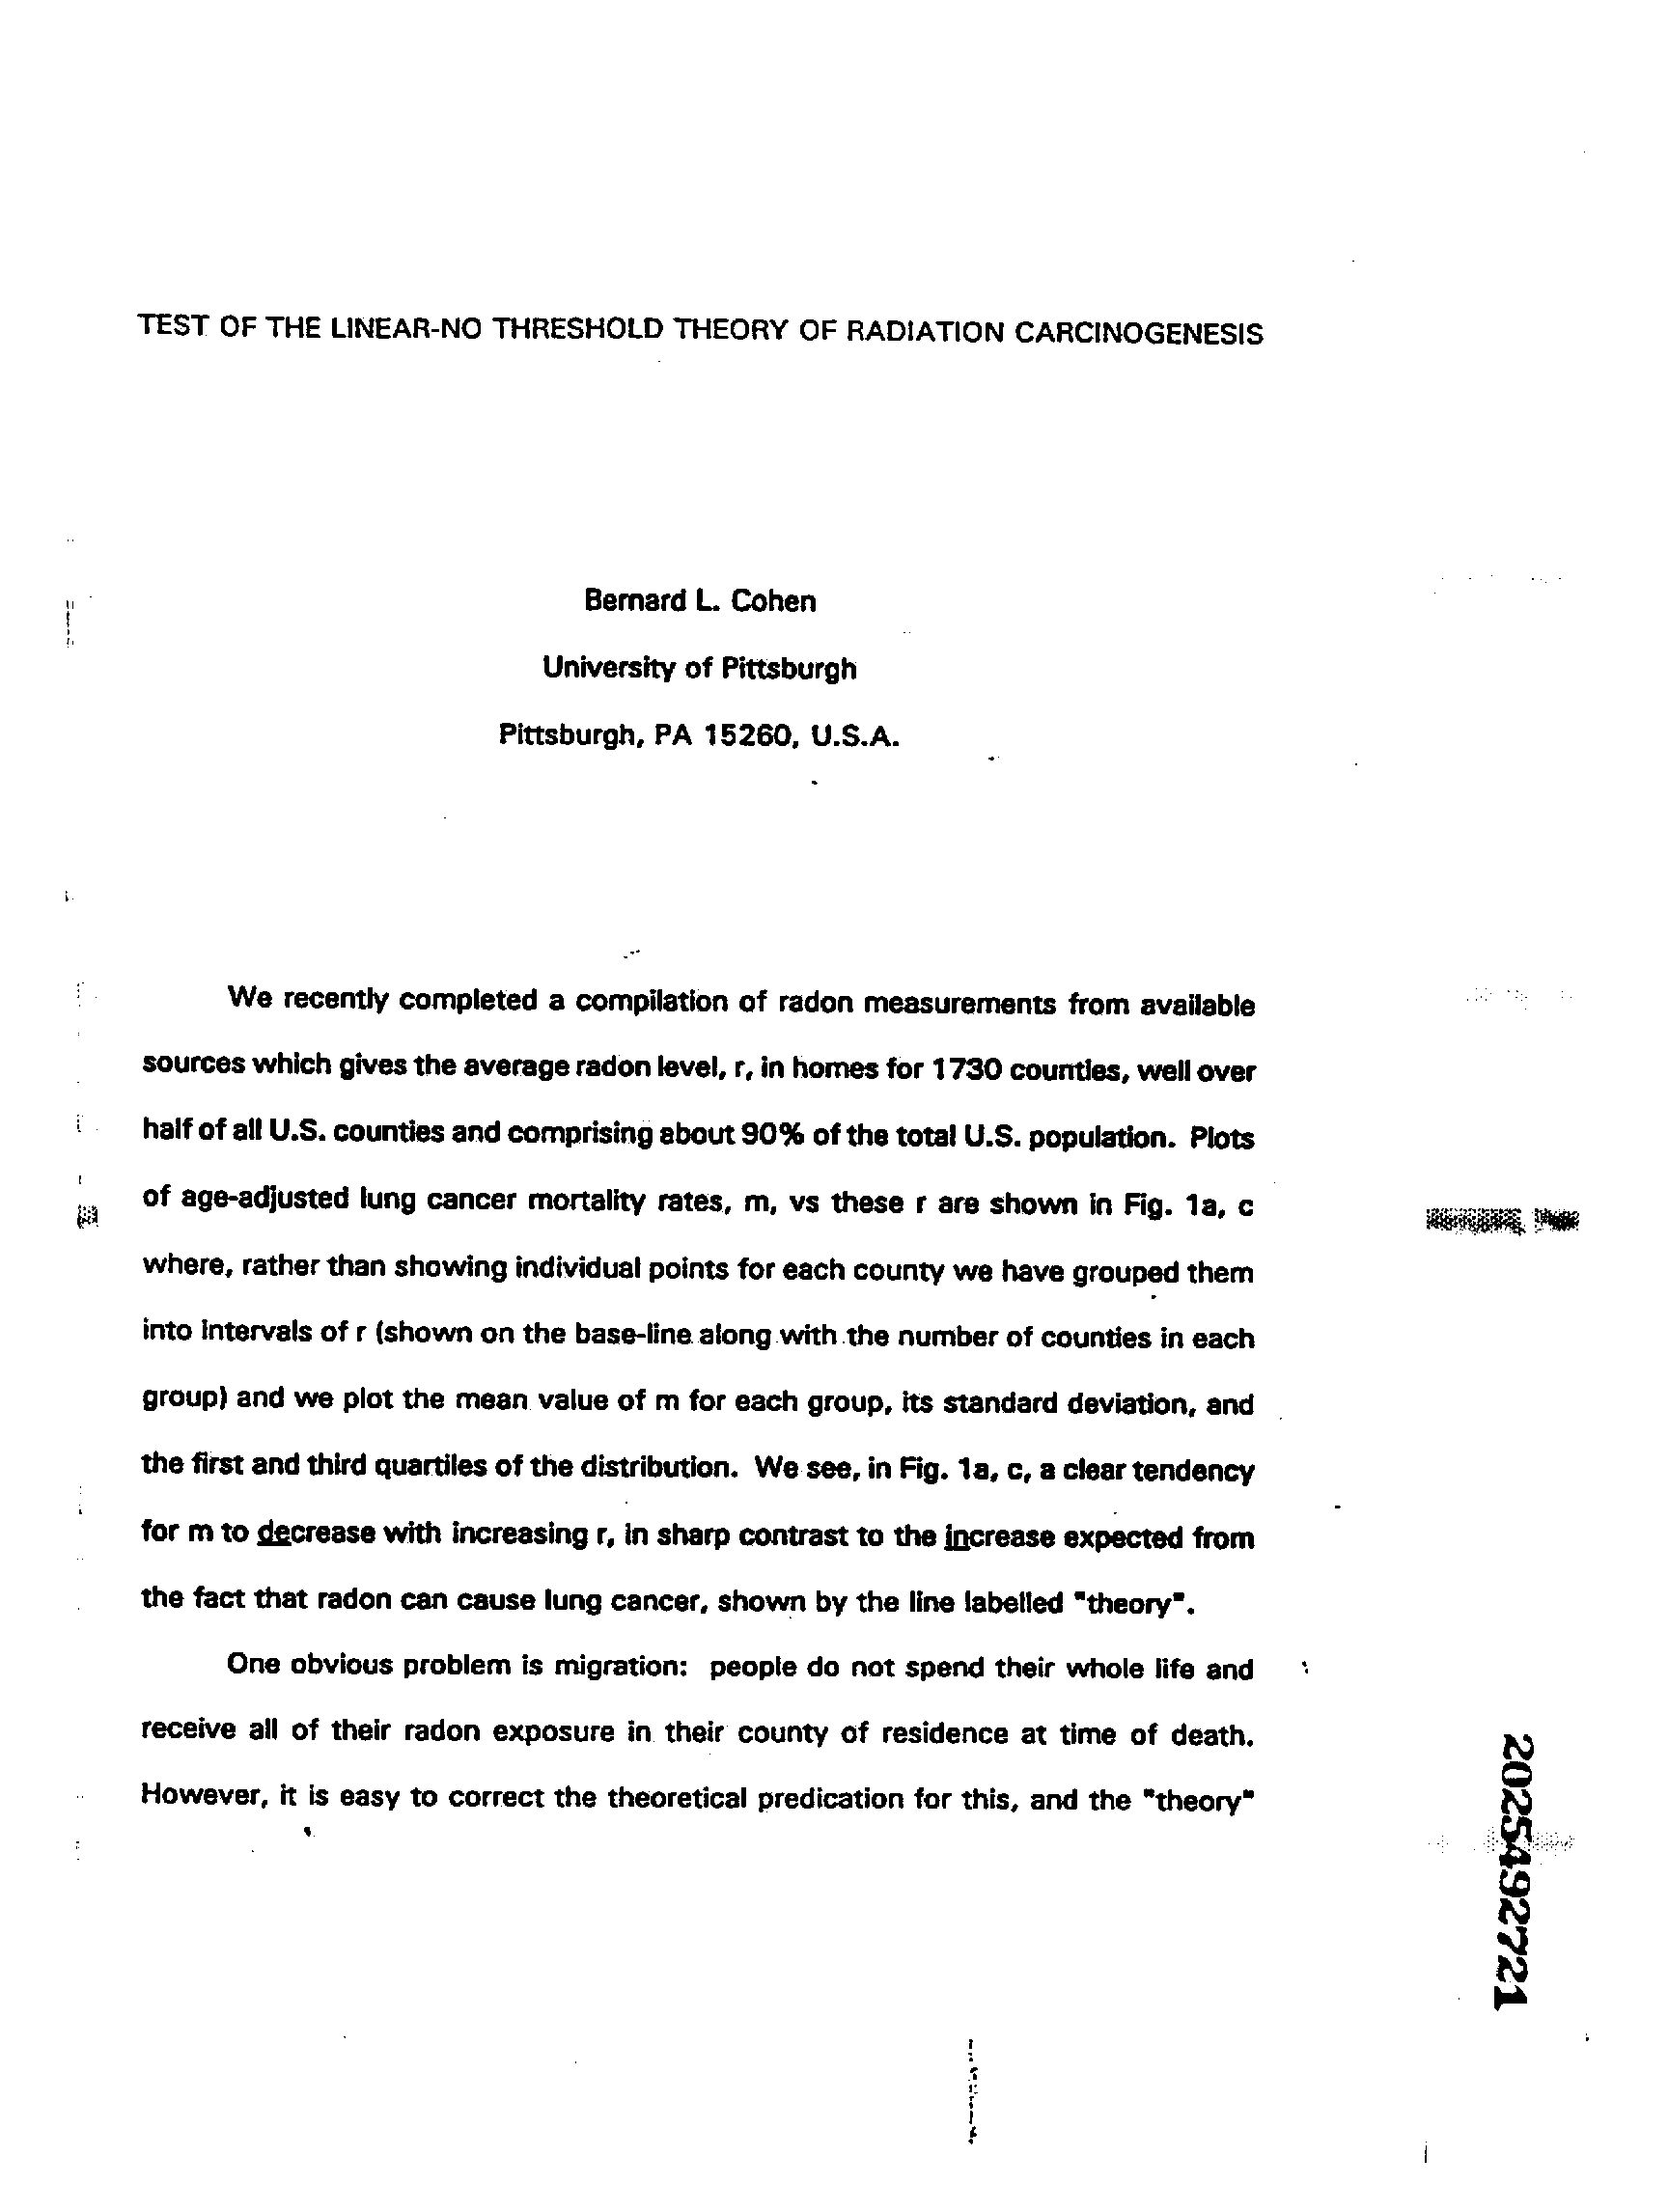 TEST OF THE LINEAR-NO THRESHOLD THEORY OF RADIATION CARCINOGENESIS
Bernard L. Cohen
University of Pittsburgh
Pittsburgh, PA 15260, U.S.A.
We recently completed a compilation of radon measurements from available
sources which gives the average radon level, r, in homes for 1730 counties, well over
half of all U.S. counties and comprising about 90% of the total U.S. population. Plots
of age-adjusted lung cancer mortality rates, m, vs these r are shown in Fig. 1a, c
where, rather than showing individual points for each county we have grouped them
into intervals of r (shown on the base-line along with the number of counties in each
group) and we plot the mean value of m for each group, its standard deviation, and
the first and third quartiles of the distribution. We see, in Fig. 1a, c, a clear tendency
for m to decrease with increasing r, in sharp contrast to the increase expected from
the fact that radon can cause lung cancer, shown by the line labelled "theory".
One obvious problem is migration: people do not spend their whole life and
receive all of their radon exposure in their county of residence at time of death.
However, it is easy to correct the theoretical predication for this, and the "theory"
2025492721